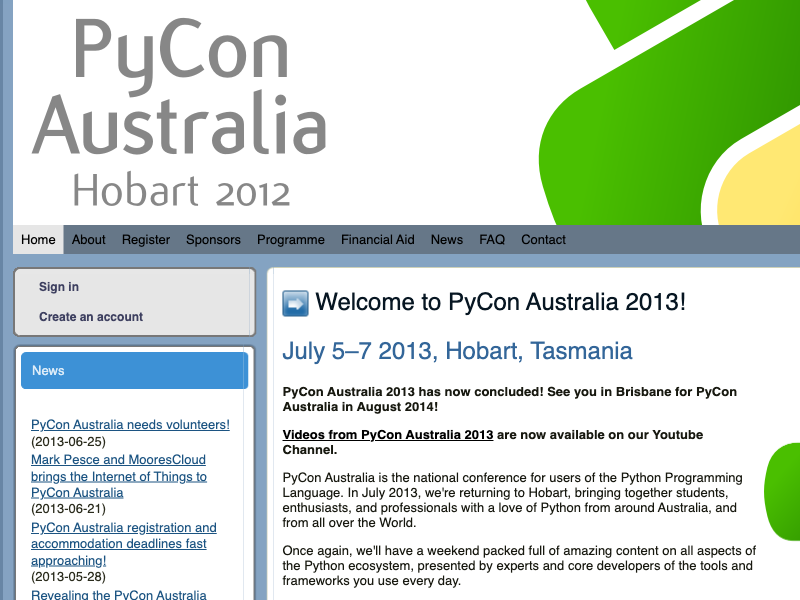 PyCon
Australia
Hobart 2012
Home About Register Sponsors Programme Financial Aid News FAQ Contact
Sign in
Create an account
News
PyCon Australia needs volunteers!
(2013-06-25)
Mark Pesce and MooresCloud
brings the Internet of Things to
PyCon Australia
(2013-06-21)
PyCon Australia registration and
accommodation deadlines fast
approaching!
(2013-05-28)
Revealing the PyCon Australia
Welcome to PyCon Australia 2013!
July 5–7 2013, Hobart, Tasmania
PyCon Australia 2013 has now concluded! See you in Brisbane for PyCon
Australia in August 2014!
Videos from PyCon Australia 2013 are now available on our Youtube
Channel.
PyCon Australia is the national conference for users of the Python Programming
Language. In July 2013, we're returning to Hobart, bringing together students,
enthusiasts, and professionals with a love of Python from around Australia, and
from all over the World.
Once again, we'll have a weekend packed full of amazing content on all aspects of
the Python ecosystem, presented by experts and core developers of the tools and
frameworks you use every day.